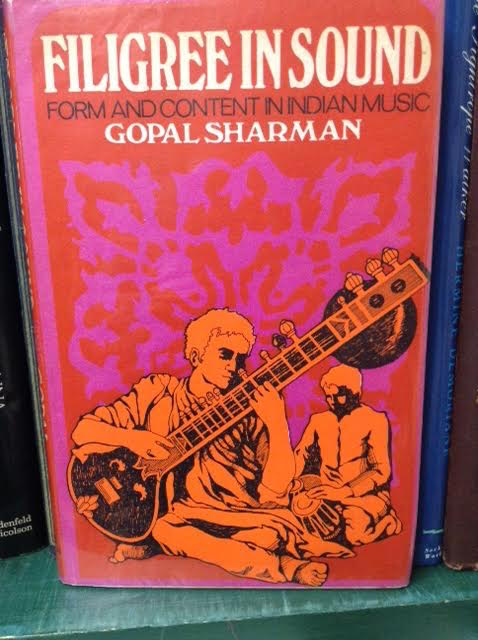 FILIGREE IN SOUND
FORM AND CONTENT IN INDIAN MUSIC
GOPAL SHARMAN